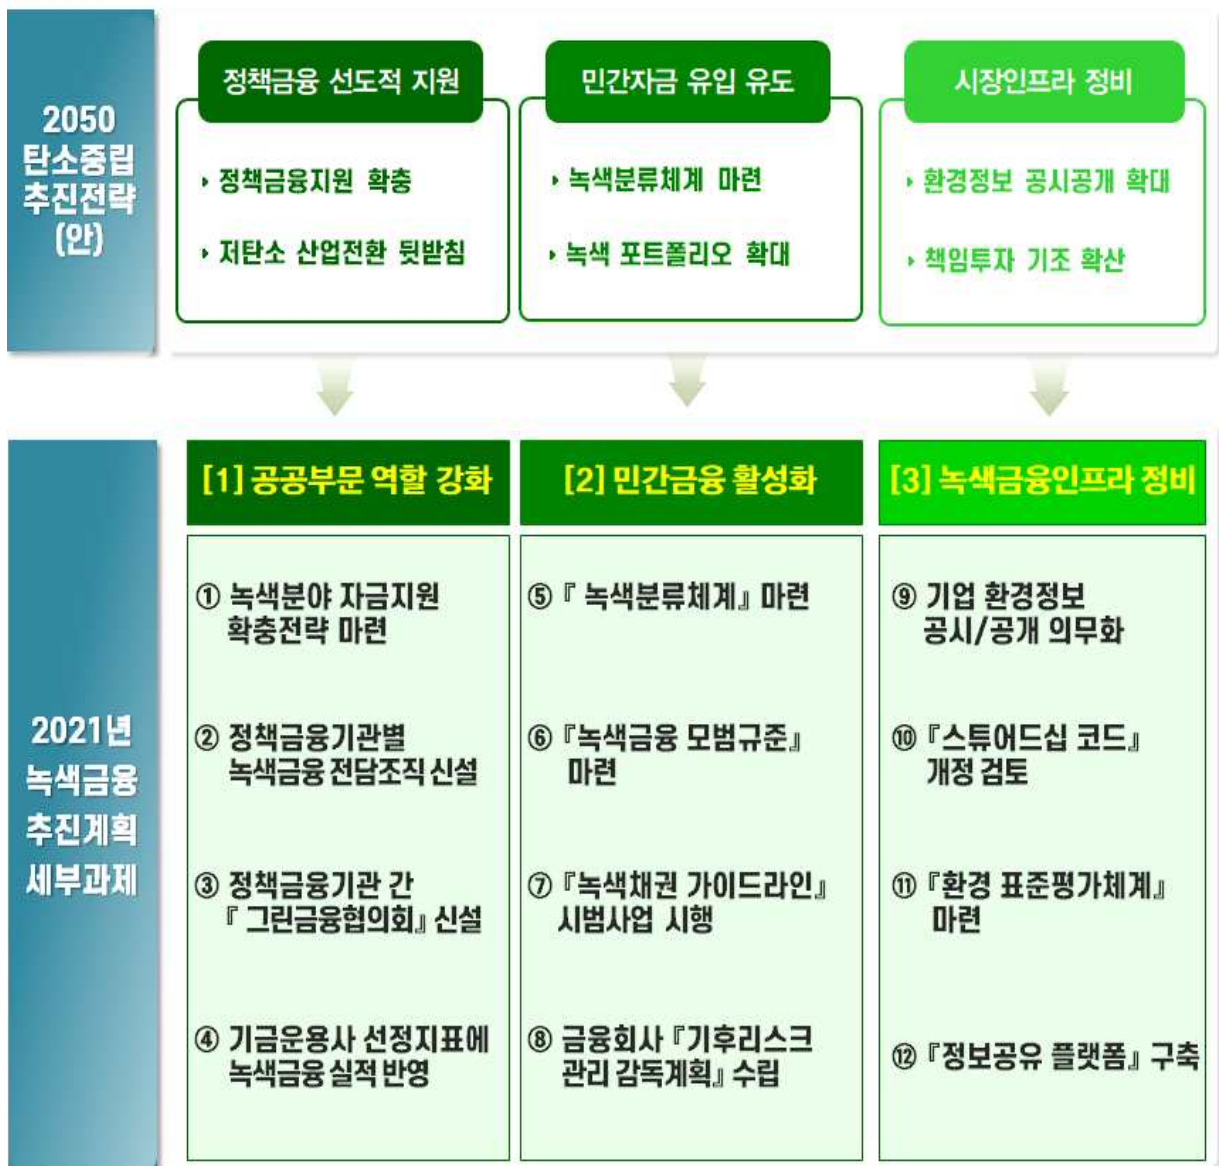 2050
탄소중립
추진전략
(안)
정책금융 선도적 지원
▸ 정책금융지원 확충
▸ 저탄소 산업전환 뒷받침
민간자금 유입 유도
▸ 녹색분류체계 마련
▸ 녹색 포트폴리오 확대
시장인프라 정비
▸ 환경정보 공시공개 확대
▸ 책임투자 기조 확산
2021년
녹색금융
추진계획
세부과제
[1] 공공부문 역할 강화
① 녹색분야 자금지원
확충전략 마련
② 정책금융기관별
녹색금융 전담조직 신설
③ 정책금융기관 간
『 그린금융협의회』 신설
④ 기금운용사 선정지표에
녹색금융 실적 반영
[2] 민간금융 활성화
⑤ 『 녹색분류체계』 마련
⑥ 『녹색금융 모범규준』
마련
⑦ 『녹색채권 가이드라인』
시범사업 시행
⑧ 금융회사 『기후리스크
관리 감독계획』 수립
[3] 녹색금융인프라 정비
⑨ 기업 환경정보
공시/공개 의무화
⑩ 『스튜어드십 코드』
개정 검토
⑪ 『환경 표준평가체계』
마련
⑫ 『정보공유 플랫폼』 구축